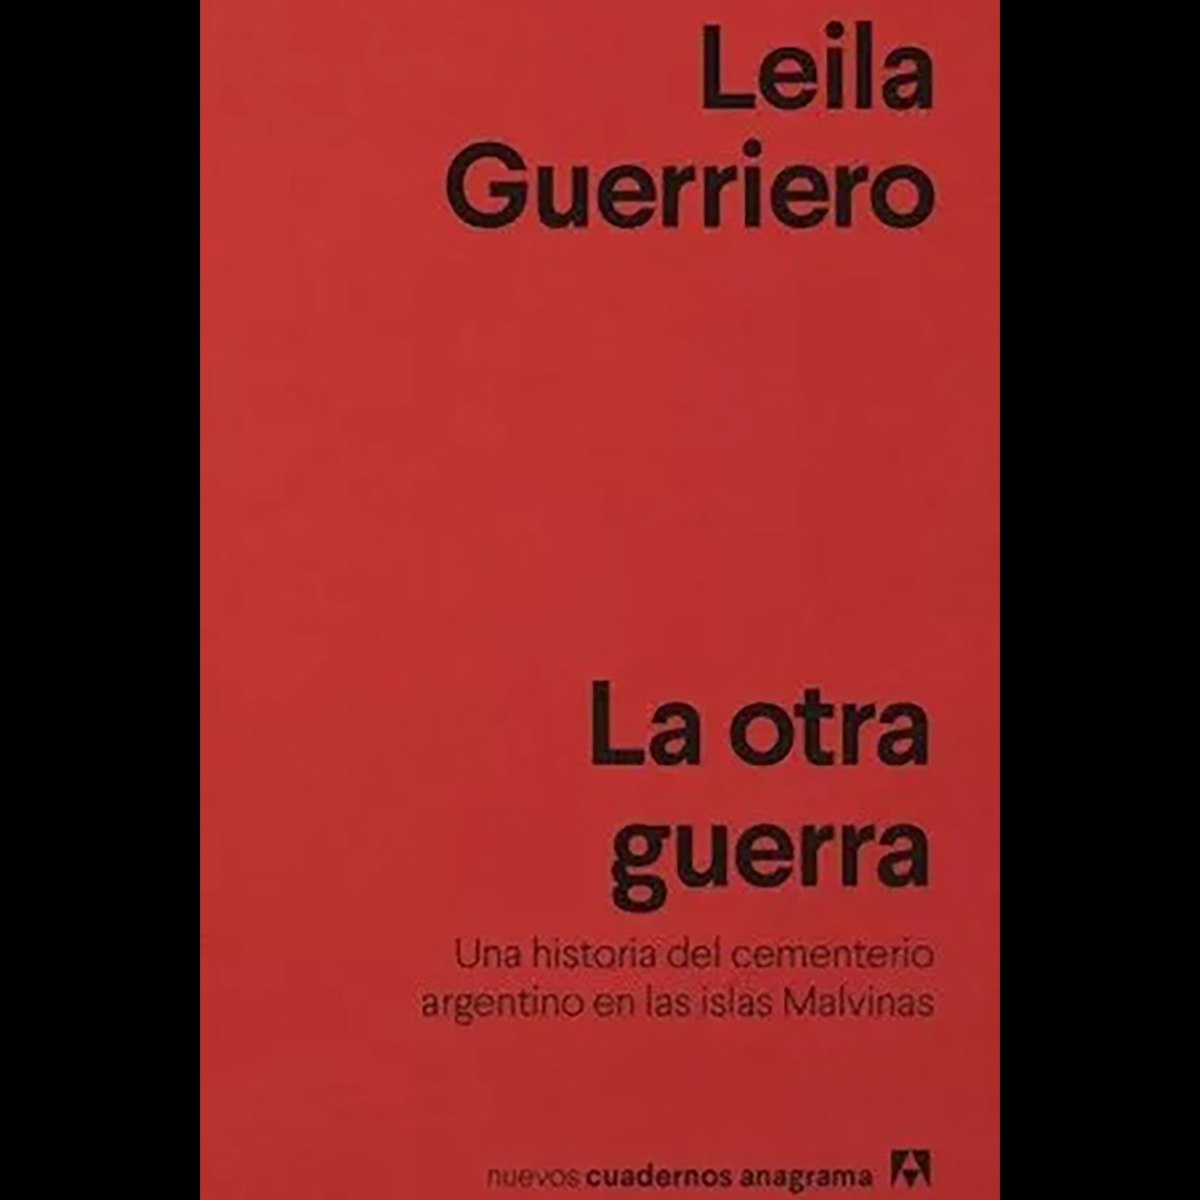 Leila
Guerriero
La otra
guerra
Una historia del cementerio
argentino en las islas Malvinas
nuevos cuadernos anagrama